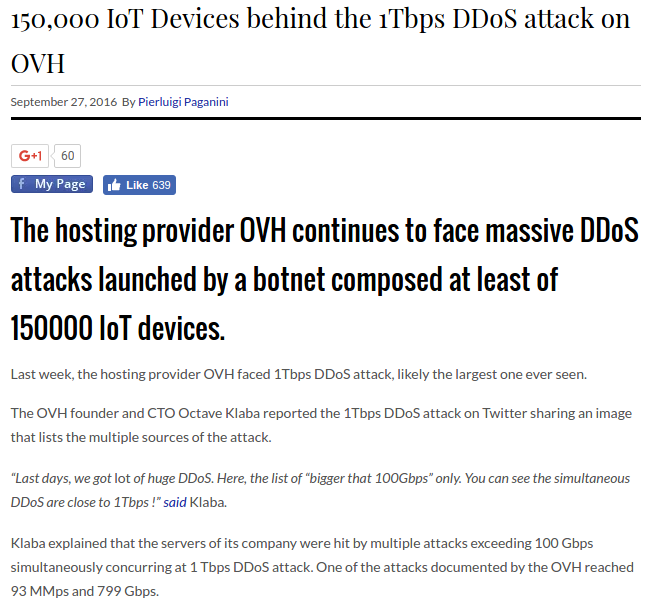 150,000 IoT Devices behind the 1Tbps DDoS attack on
OVH
September 27, 2016 By Pierluigi Paganini
G+1 60
f My Page Like 639
The hosting provider OVH continues to face massive DDoS
attacks launched by a botnet composed at least of
150000 IoT devices.
Last week, the hosting provider OVH faced 1Tbps DDoS attack, likely the largest one ever seen.
The OVH founder and CTO Octave Klaba reported the 1Tbps DDoS attack on Twitter sharing an image
that lists the multiple sources of the attack.
“Last days, we got lot of huge DDoS. Here, the list of “bigger that 100Gbps” only. You can see the simultaneous
DDoS are close to 1Tbps !” said Klaba.
Klaba explained that the servers of its company were hit by multiple attacks exceeding 100 Gbps
simultaneously concurring at 1 Tbps DDoS attack. One of the attacks documented by the OVH reached
93 MMps and 799 Gbps.